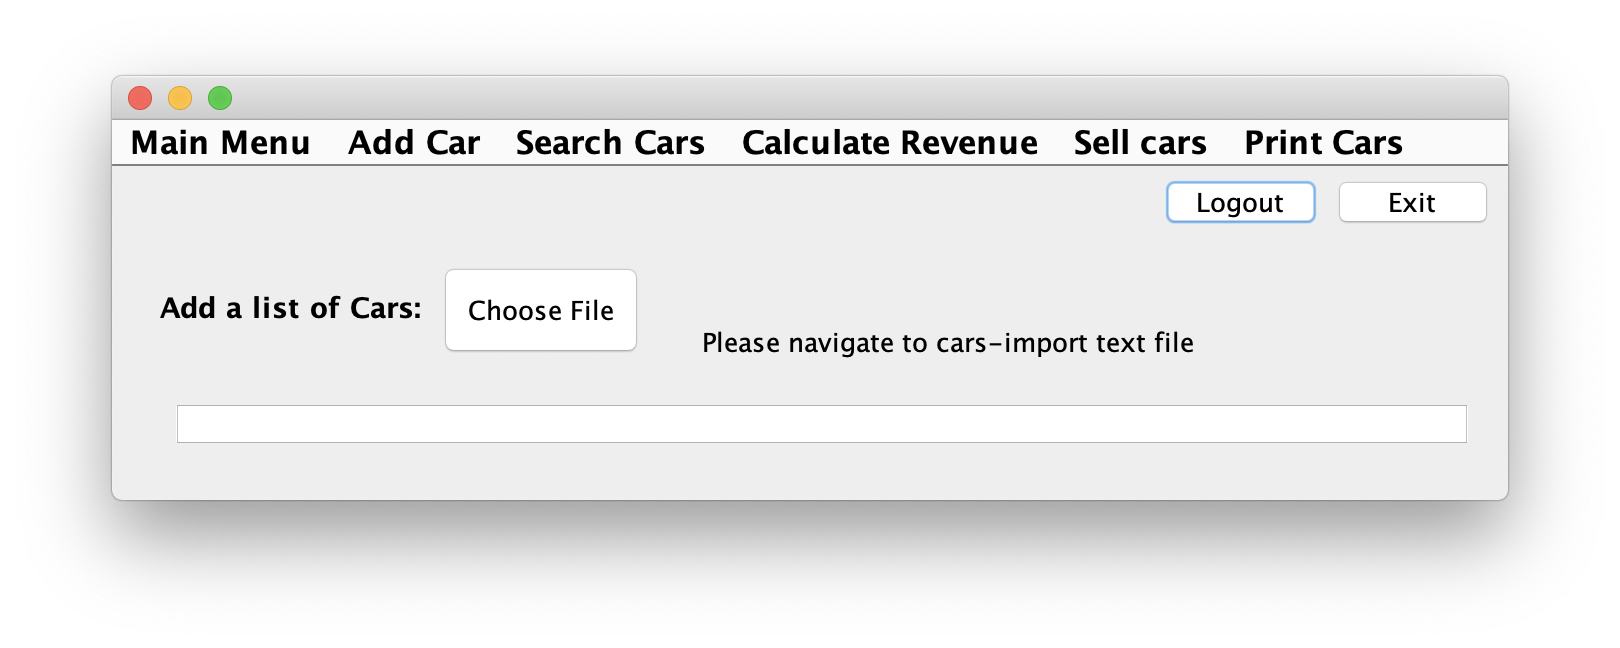 Main Menu Add Car Search Cars Calculate Revenue Sell cars Print Cars
Logout Exit
Add a list of Cars: Choose File
Please navigate to cars-import text file